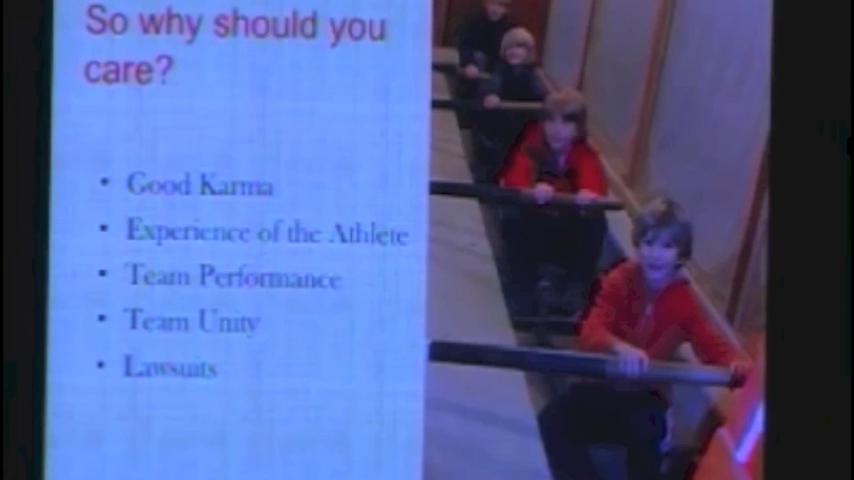 So why should you
care?
• Good Karma
• Experience of the Athlete
• Team Performance
• Team Unity
• Lawsuits